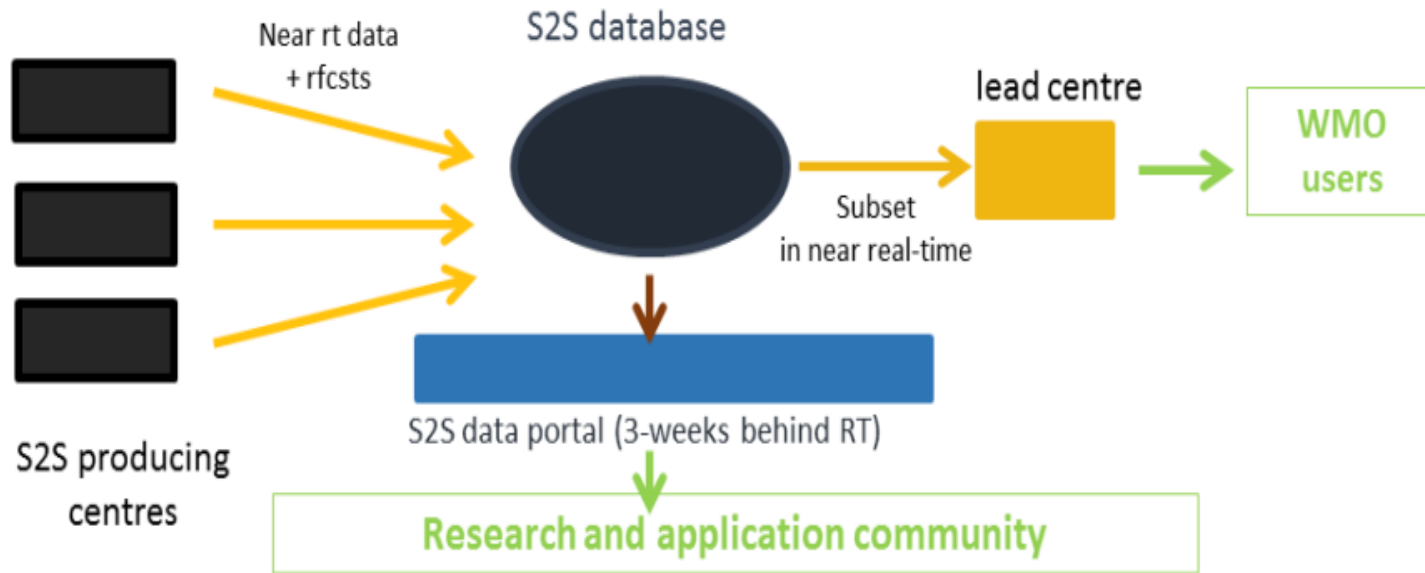 Near rt data
+ rfcsts
S2S database
lead centre
WMO
users
Subset
in near real-time
S2S data portal (3-weeks behind RT)
S2S producing
centres
Research and application community